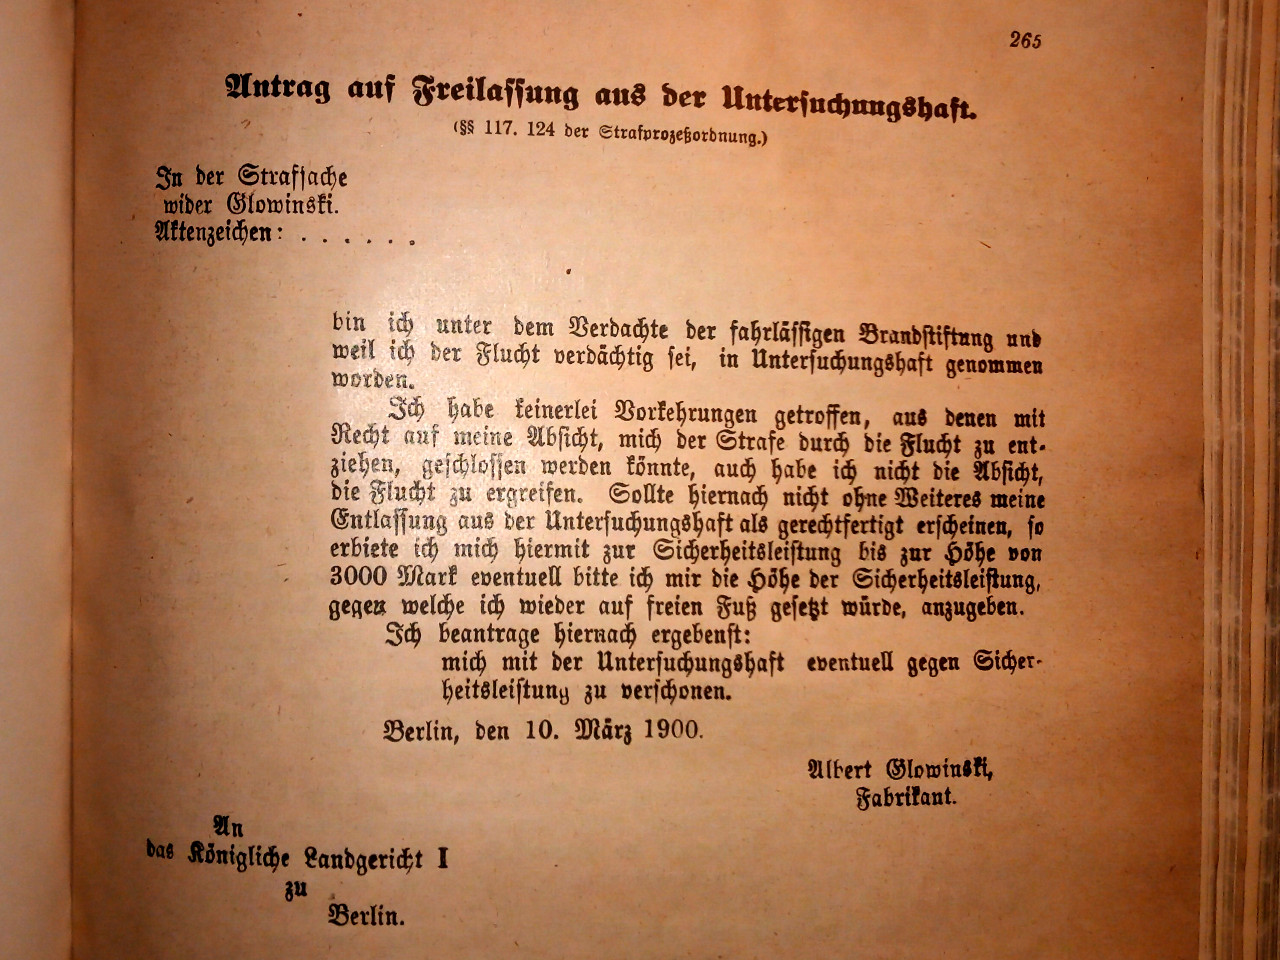 265
Antrag auf Freilassung aus der Untersuchungshaft.
(§§ 117. 124 der Strafprozeßordnung.)
In der Strafsache
wider Glowinski.
Aktenzeichen: . . . . . .
bin ich unter dem Verdachte der fahrlässigen Brandstiftung und
weil ich der Flucht verdächtig sei, in Untersuchungshaft genommen
worden.
Ich habe keinerlei Vorkehrungen getroffen, aus denen mit
Recht auf meine Absicht, mich der Strafe durch die Flucht zu ent-
ziehen, geschlossen werden könnte, auch habe ich nicht die Absicht,
die Flucht zu ergreifen. Sollte hiernach nicht ohne Weiteres meine
Entlassung aus der Untersuchungshaft als gerechtfertigt erscheinen, so
erbiete ich mich hiermit zur Sicherheitsleistung bis zur Höhe von
3000 Mark eventuell bitte ich mir die Höhe der Sicherheitsleistung,
gegen welche ich wieder auf freien Fuß gesetzt würde, anzugeben.
Ich beantrage hiernach ergebenst:
mich mit der Untersuchungshaft eventuell gegen Sicher-
heitsleistung zu verschonen.
Berlin, den 10. März 1900.
Albert Glowinski,
Fabrikant.
An
das Königliche Landgericht I
zu
Berlin.